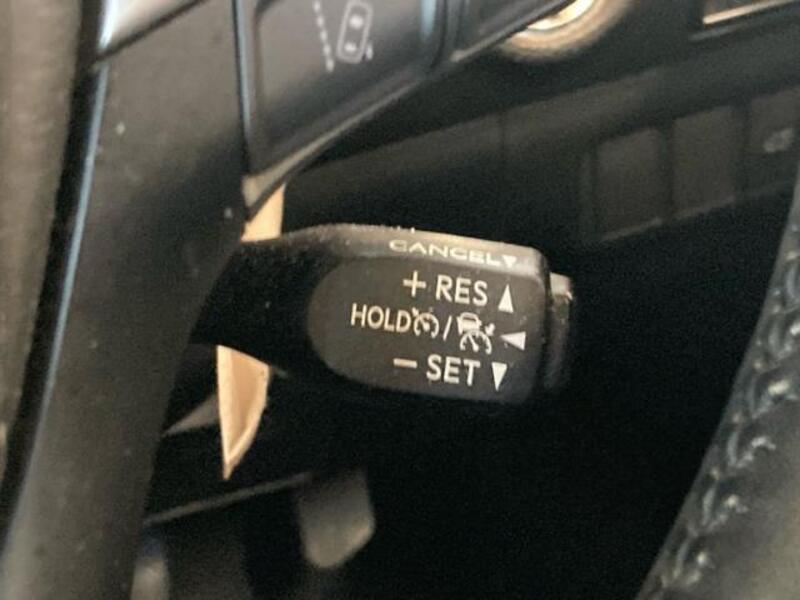 CANCEL▼
+ RES ▲
HOLD / ◀
− SET ▼